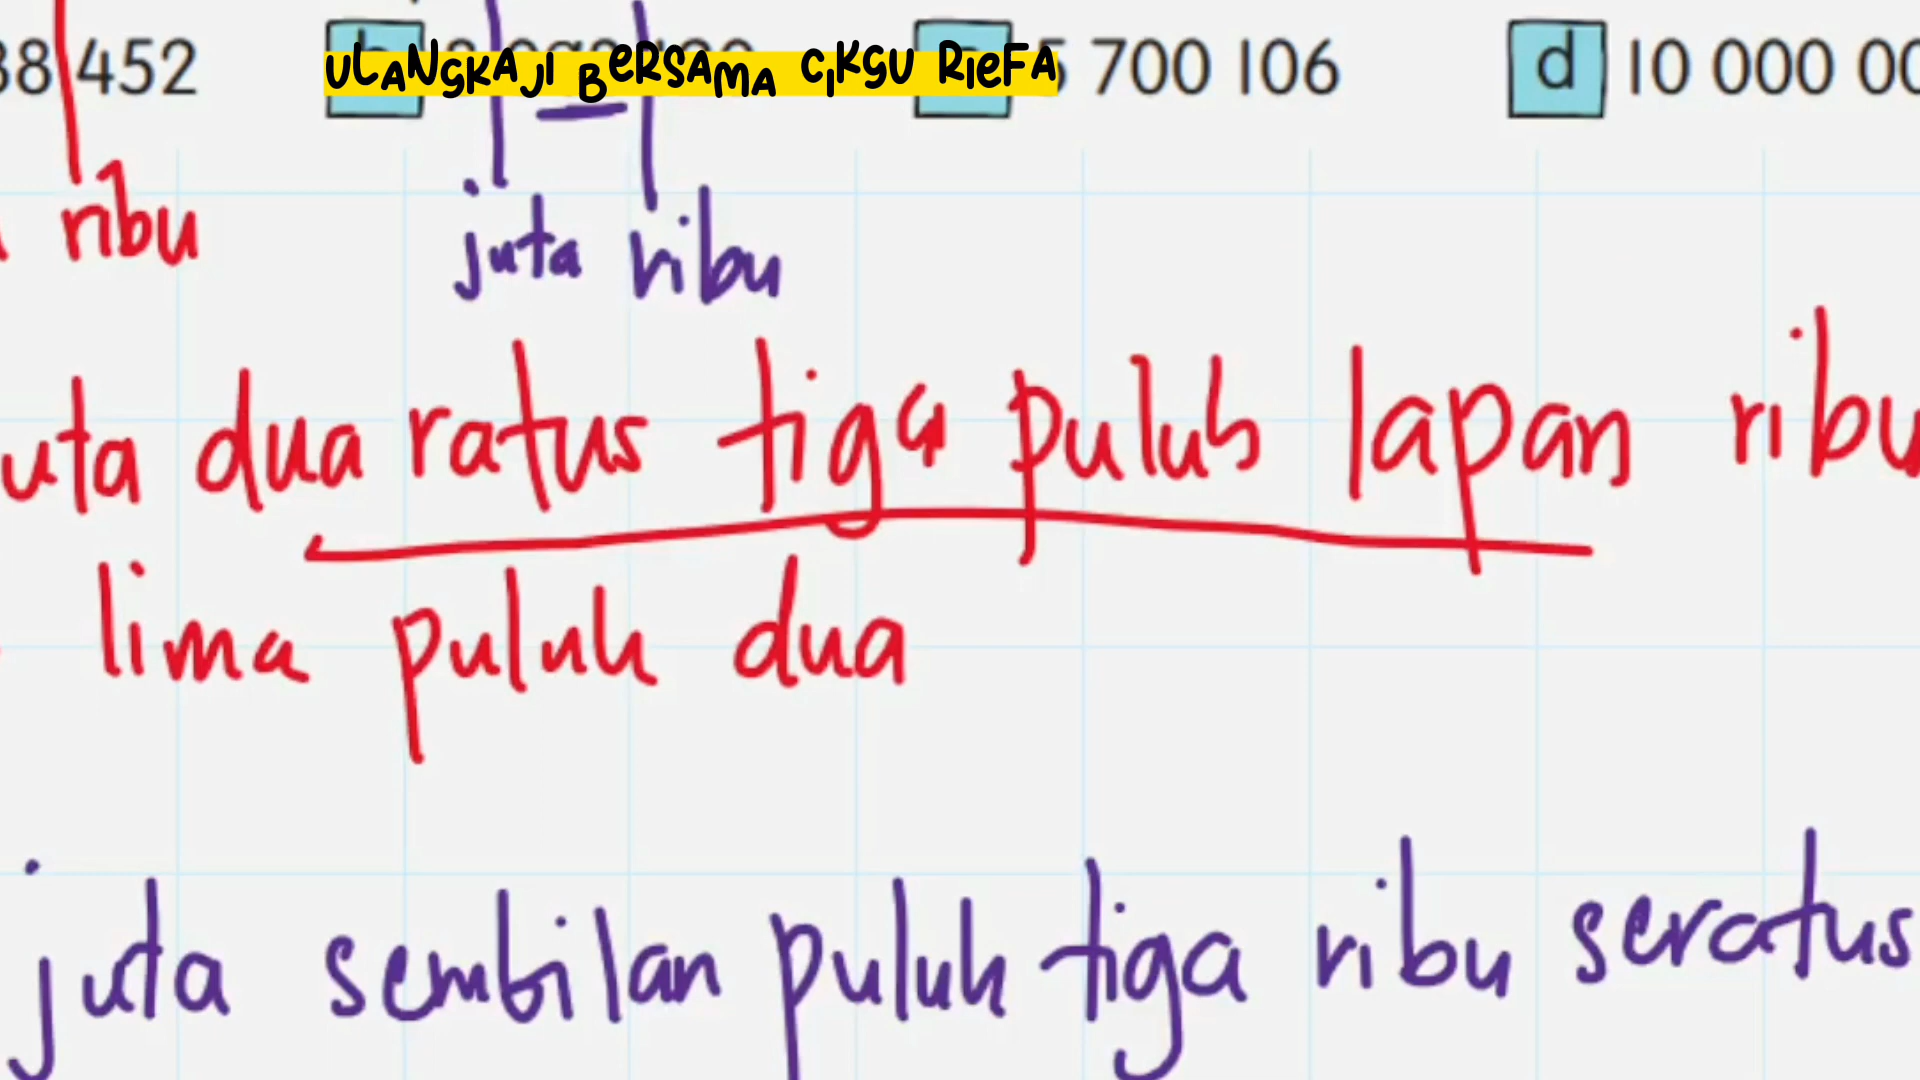 38 452 ULANGKAJI BERSAMA CIKGU RIEFA 5 700 106 d 10 000 00
ribu juta ribu
uta dua ratus tiga puluh lapan ribu
lima puluh dua
juta sembilan puluh tiga ribu seratus